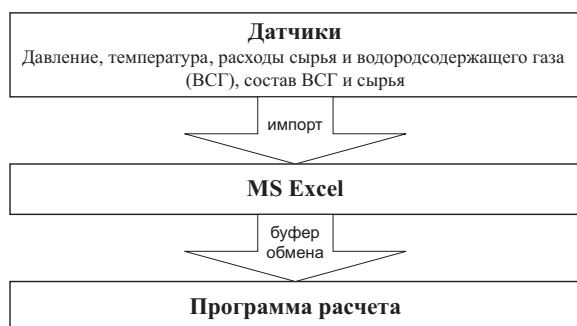 Датчики
Давление, температура, расходы сырья и водородсодержащего газа
(ВСГ), состав ВСГ и сырья
импорт
MS Excel
буфер
обмена
Программа расчета